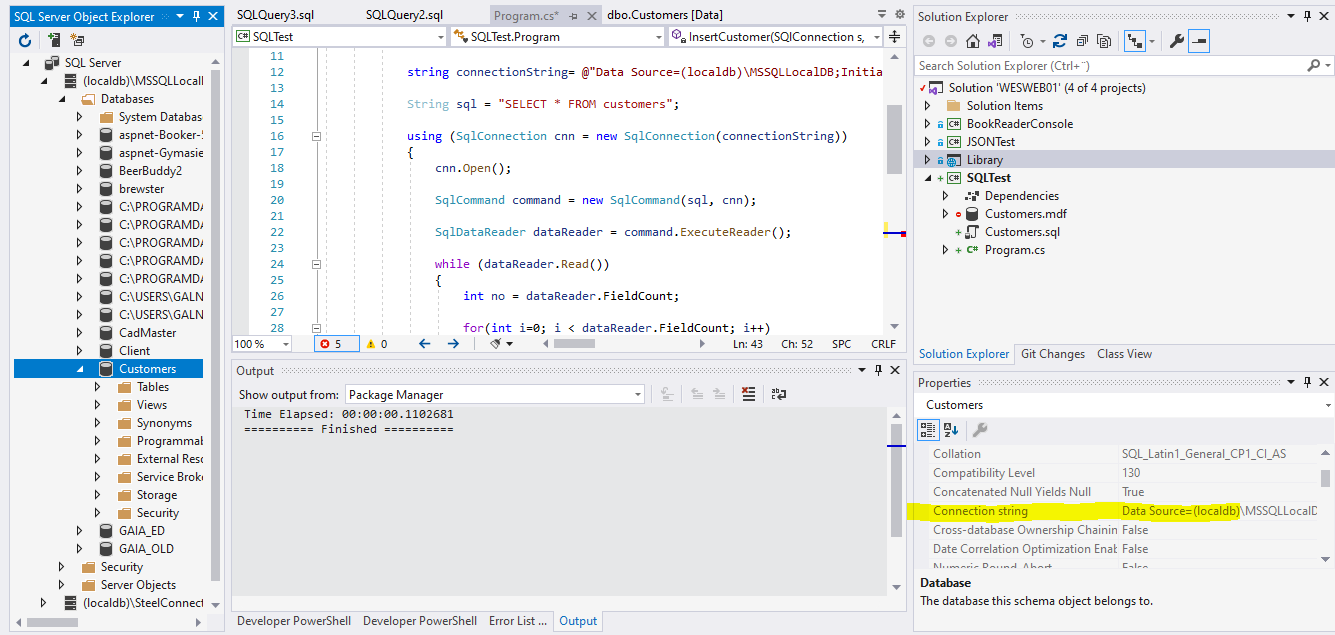 SQL Server Object Explorer
SQL Server
(localdb)\MSSQLLocalI
Databases
System Databas
aspnet-Booker-5
aspnet-Gymasie
BeerBuddy2
brewster
C:\PROGRAMDA
C:\PROGRAMDA
C:\PROGRAMDA
C:\PROGRAMDA
C:\PROGRAMDA
C:\USERS\GALN
C:\USERS\GALN
CadMaster
Client
Customers
Tables
Views
Synonyms
Programmal
External Reso
Service Broke
Storage
Security
GAIA_ED
GAIA_OLD
Security
Server Objects
(localdb)\SteelConnect
SQLQuery3.sql SQLQuery2.sql Program.cs* dbo.Customers [Data]
C# SQLTest SQLTest.Program InsertCustomer(SQlConnection s,
11
12 string connectionString= @"Data Source=(localdb)\MSSQLLocalDB;Initia
13
14 String sql = "SELECT * FROM customers";
15
16 using (SqlConnection cnn = new SqlConnection(connectionString))
17 {
18 cnn.Open();
19
20 SqlCommand command = new SqlCommand(sql, cnn);
21
22 SqlDataReader dataReader = command.ExecuteReader();
23
24 while (dataReader.Read())
25 {
26 int no = dataReader.FieldCount;
27
28 for(int i=0; i < dataReader.FieldCount; i++)
100 % 5 0 Ln: 43 Ch: 52 SPC CRLF
Output
Show output from: Package Manager
Time Elapsed: 00:00:00.1102681
========== Finished ==========
Developer PowerShell Developer PowerShell Error List ... Output
Solution Explorer
Search Solution Explorer (Ctrl+¨)
Solution 'WESWEB01' (4 of 4 projects)
Solution Items
C# BookReaderConsole
C# JSONTest
Library
C# SQLTest
Dependencies
Customers.mdf
Customers.sql
C# Program.cs
Solution Explorer Git Changes Class View
Properties
Customers
Collation SQL_Latin1_General_CP1_CI_AS
Compatibility Level 130
Concatenated Null Yields Null True
Connection string Data Source=(localdb)\MSSQLLocalD
Cross-database Ownership Chainin False
Date Correlation Optimization Enab False
Numeric Round-Abort False
Database
The database this schema object belongs to.